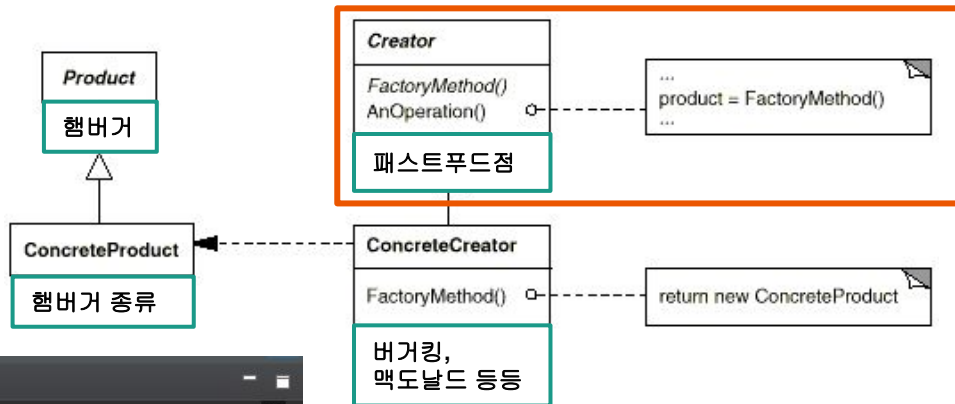 Product
햄버거
ConcreteProduct
햄버거 종류
Creator
FactoryMethod()
AnOperation()
패스트푸드점
...
product = FactoryMethod()
...
ConcreteCreator
FactoryMethod()
버거킹,
맥도날드 등등
return new ConcreteProduct